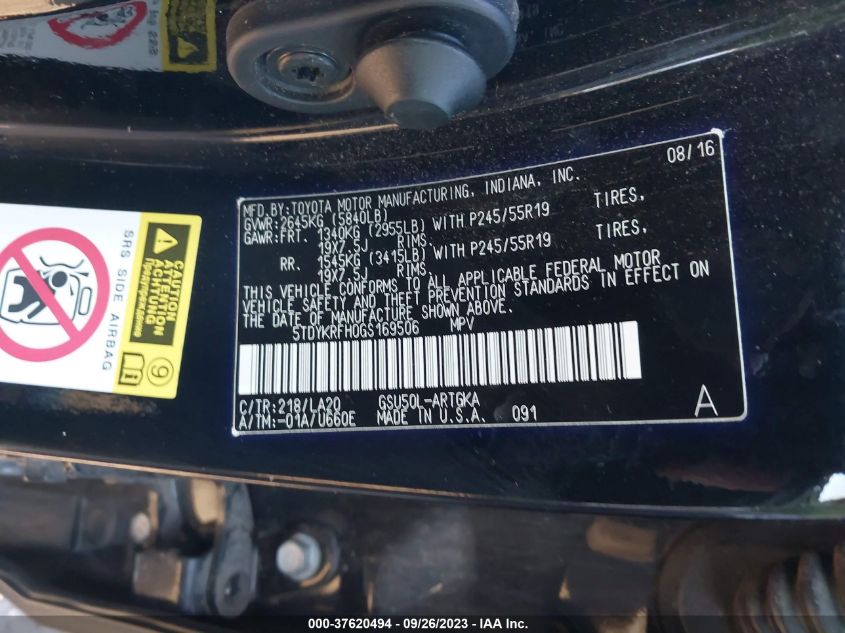 08/16
MFD.BY:TOYOTA MOTOR MANUFACTURING, INDIANA, INC.
GVWR:2645KG (5840LB)
GAWR:FRT. 1340KG (2955LB) WITH P245/55R19 TIRES,
19X7.5J RIMS,
RR. 1545KG (3415LB) WITH P245/55R19 TIRES,
19X7.5J RIMS,
THIS VEHICLE CONFORMS TO ALL APPLICABLE FEDERAL MOTOR
VEHICLE SAFETY AND THEFT PREVENTION STANDARDS IN EFFECT ON
THE DATE OF MANUFACTURE SHOWN ABOVE.
5TDYKRFH0GS169506 MPV
C/TR:218/LA20 GSU50L-ARTGKA
A/TM:-01A/U660E MADE IN U.S.A. 091
A
SRS SIDE AIRBAG
CAUTION
ATTENTION
ACHTUNG
9
000-37620494 - 09/26/2023 - IAA Inc.